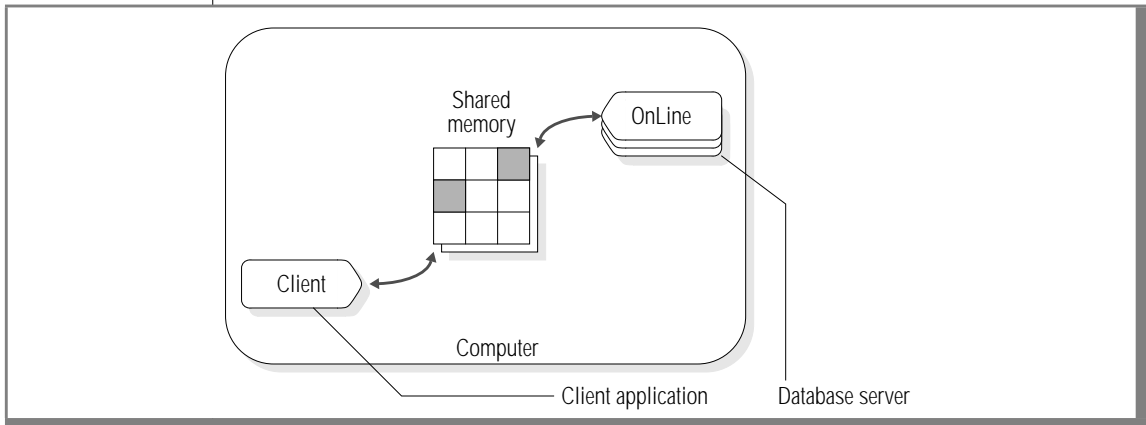 Shared
memory
OnLine
Client
Computer
Client application
Database server